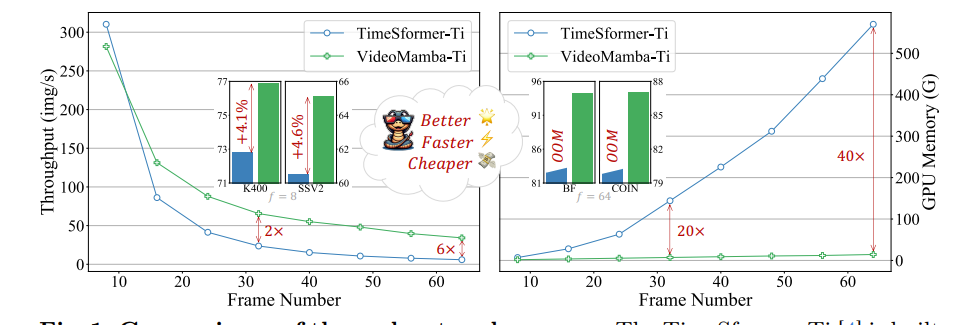 TimeSformer-Ti
VideoMamba-Ti
Throughput (img/s)
300
250
200
150
100
50
0
77
75
73
71
+4.1%
K400
66
64
62
60
+4.6%
SSV2
f = 8
2×
6×
10 20 30 40 50 60
Frame Number
Better
Faster
Cheaper
TimeSformer-Ti
VideoMamba-Ti
96
91
86
81
OOM
BF
88
85
82
79
OOM
COIN
f = 64
20×
40×
500
400
300
200
100
0
GPU Memory (G)
10 20 30 40 50 60
Frame Number